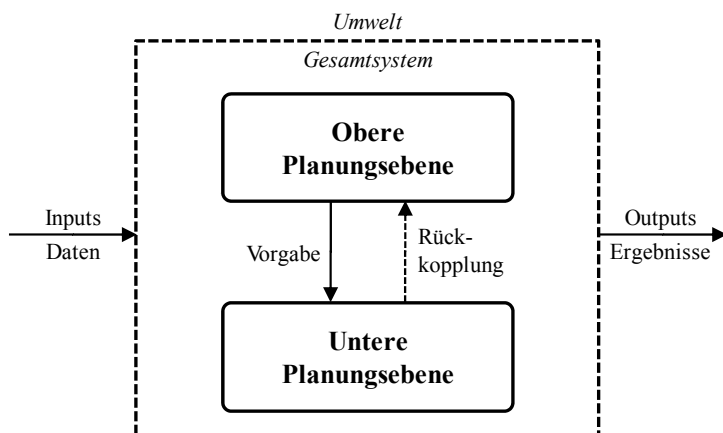 Umwelt
Gesamtsystem
Obere
Planungsebene
Inputs
Daten
Vorgabe
Rück-
kopplung
Outputs
Ergebnisse
Untere
Planungsebene